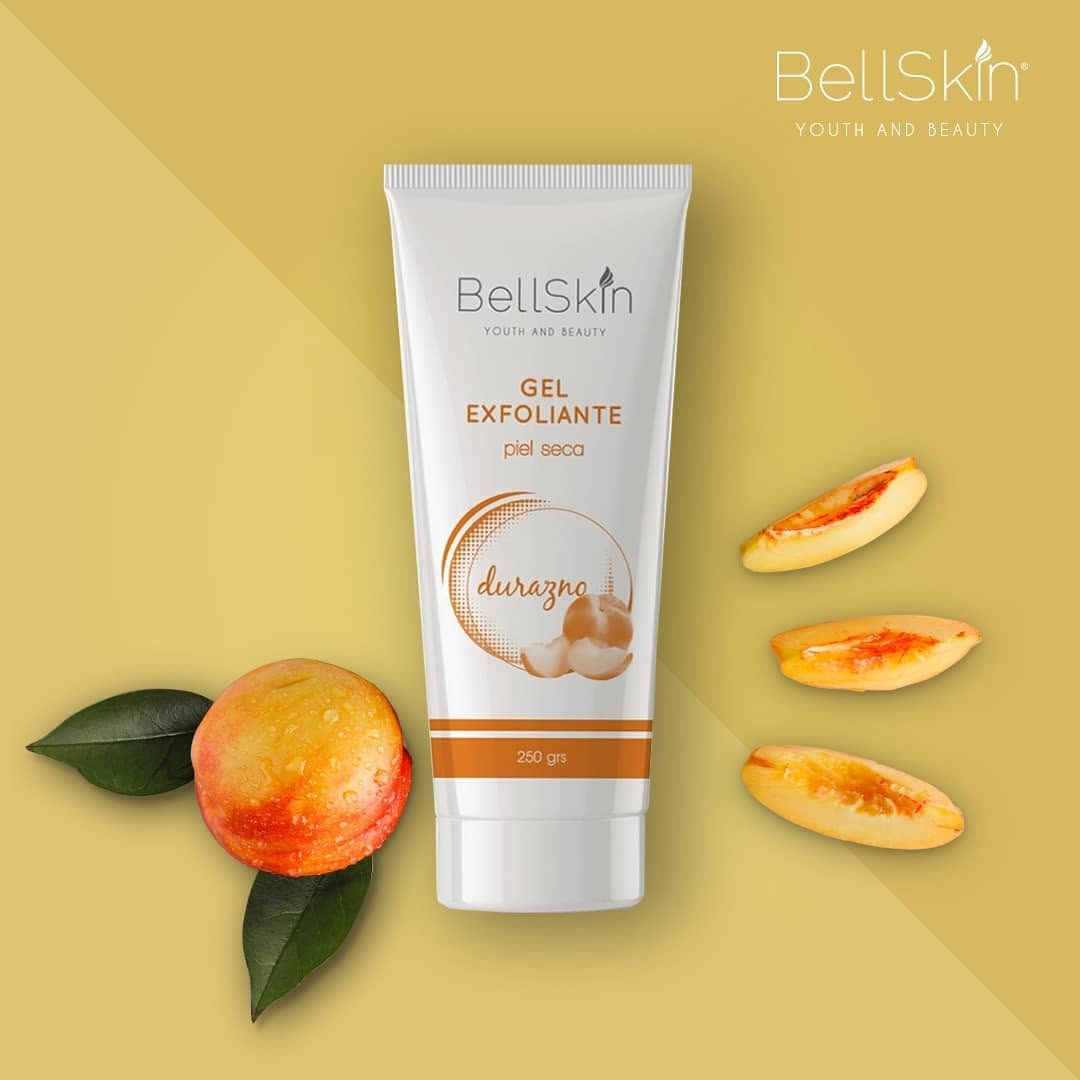 BellSkin®
YOUTH AND BEAUTY
BellSkin
YOUTH AND BEAUTY
GEL
EXFOLIANTE
piel seca
durazno
250 grs